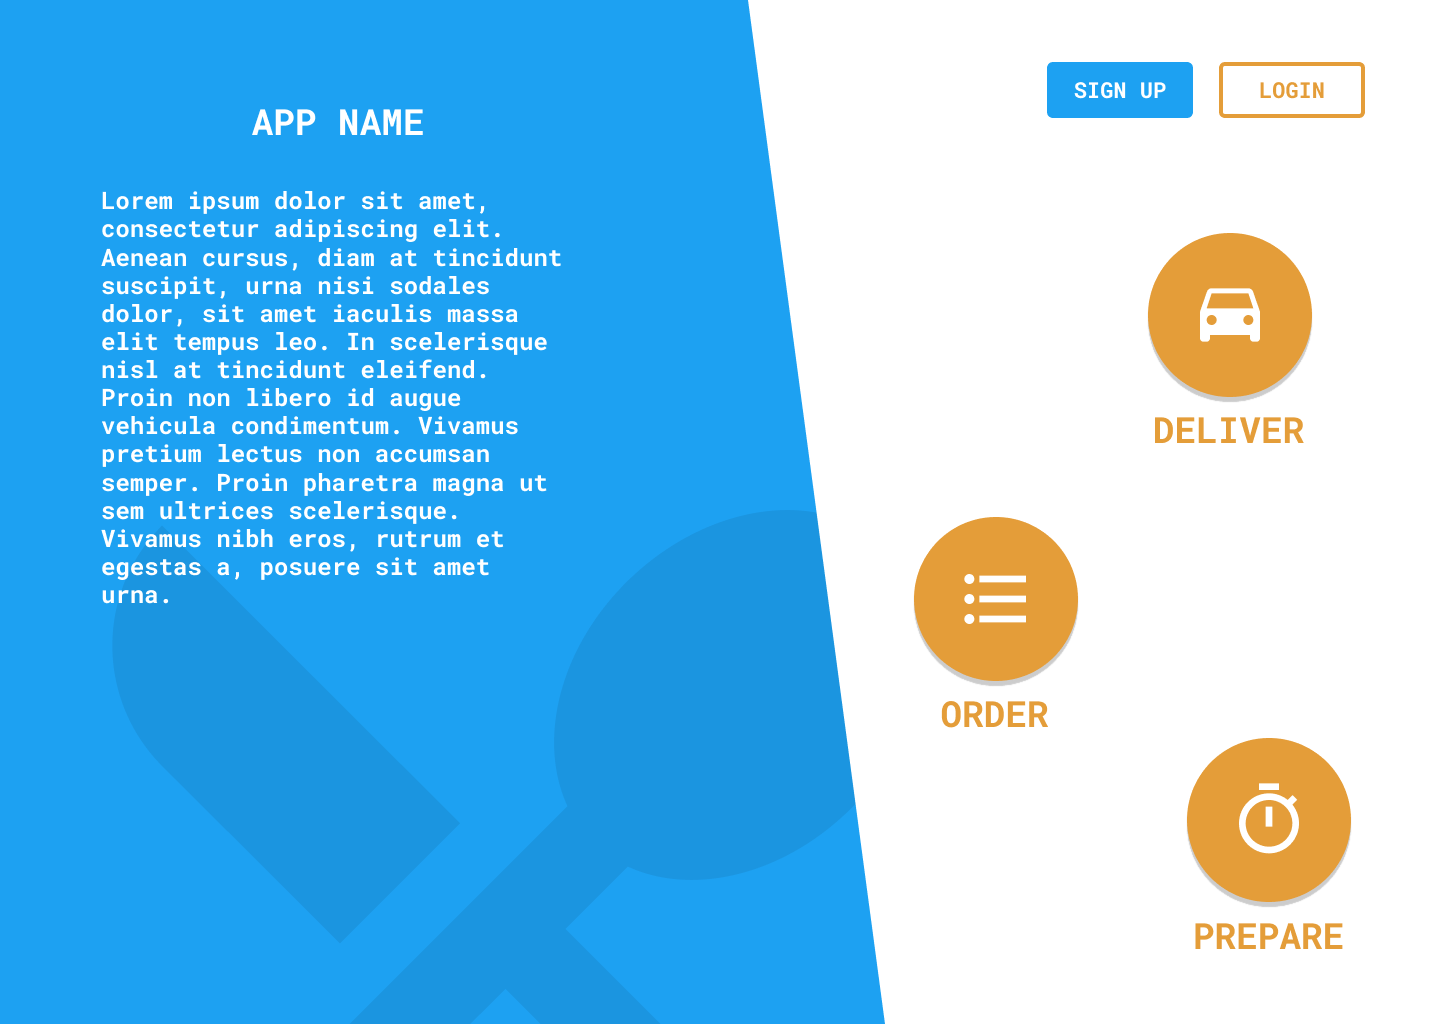 APP NAME
Lorem ipsum dolor sit amet,
consectetur adipiscing elit.
Aenean cursus, diam at tincidunt
suscipit, urna nisi sodales
dolor, sit amet iaculis massa
elit tempus leo. In scelerisque
nisl at tincidunt eleifend.
Proin non libero id augue
vehicula condimentum. Vivamus
pretium lectus non accumsan
semper. Proin pharetra magna ut
sem ultrices scelerisque.
Vivamus nibh eros, rutrum et
egestas a, posuere sit amet
urna.
SIGN UP
LOGIN
DELIVER
ORDER
PREPARE